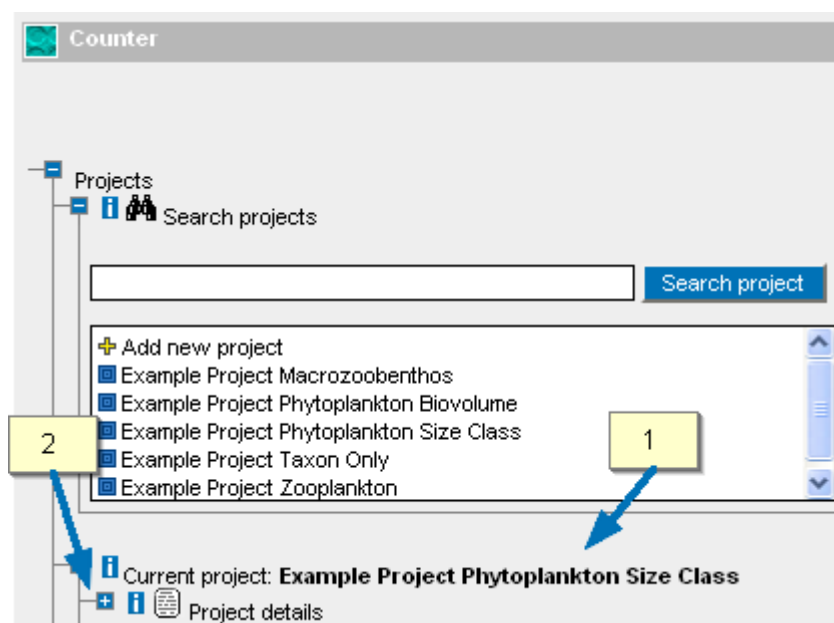 Counter
Projects
Search projects
Search project
Add new project
Example Project Macrozoobenthos
Example Project Phytoplankton Biovolume
Example Project Phytoplankton Size Class
Example Project Taxon Only
Example Project Zooplankton
2
1
Current project: Example Project Phytoplankton Size Class
Project details